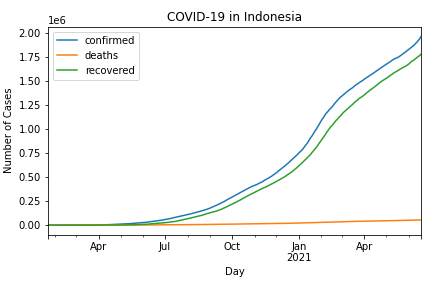 COVID-19 in Indonesia
1e6
2.00
1.75
1.50
1.25
1.00
0.75
0.50
0.25
0.00
Number of Cases
confirmed
deaths
recovered
Apr
Jul
Oct
Jan
2021
Apr
Day